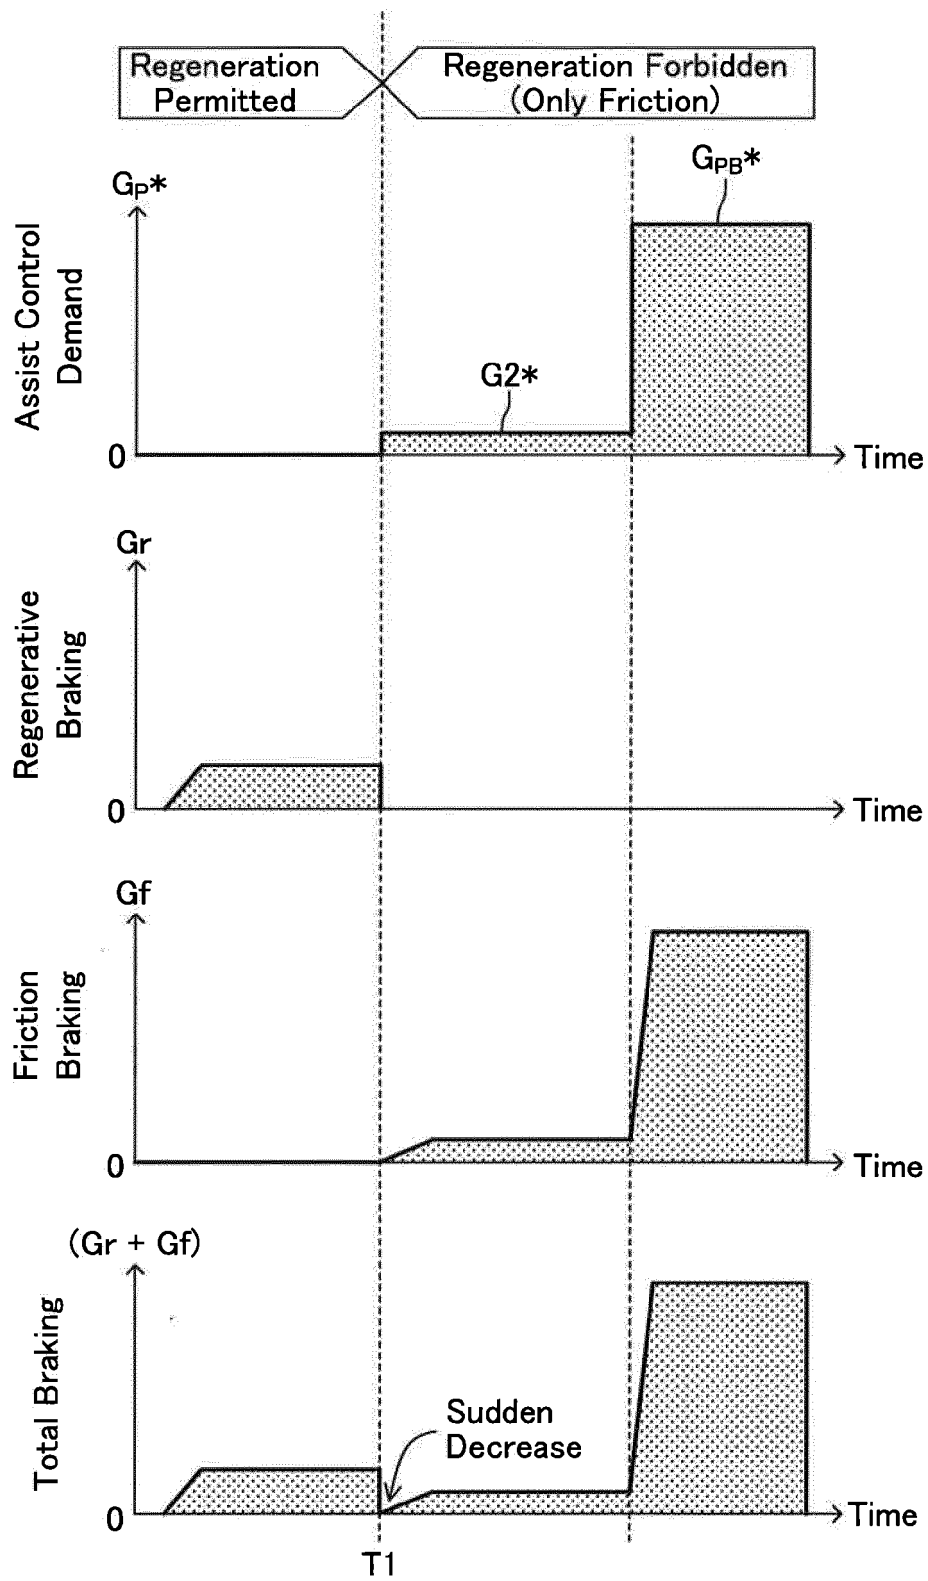 Regeneration
Permitted
Regeneration Forbidden
(Only Friction)
GP*
GPB*
Assist Control
Demand
G2*
0
Time
Gr
Regenerative
Braking
0
Time
Gf
Friction
Braking
0
Time
(Gr + Gf)
Total Braking
Sudden
Decrease
0
Time
T1